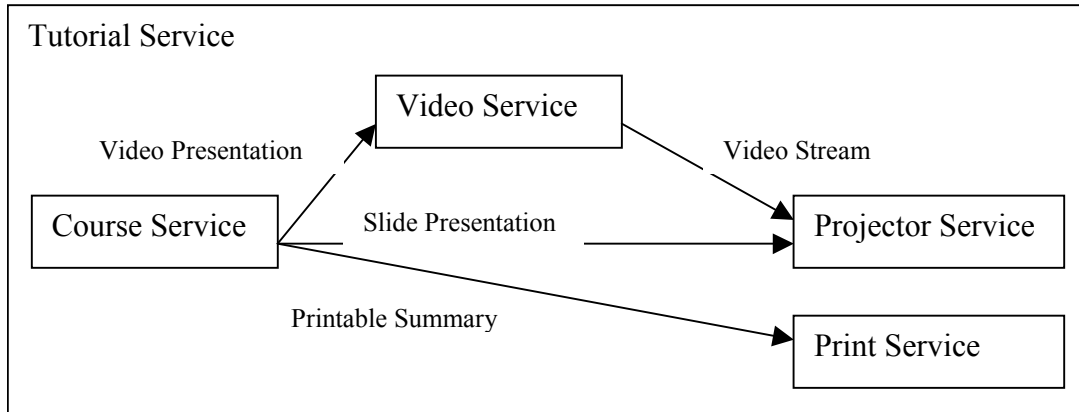 Tutorial Service
Video Service
Video Presentation
Video Stream
Course Service
Slide Presentation
Projector Service
Printable Summary
Print Service